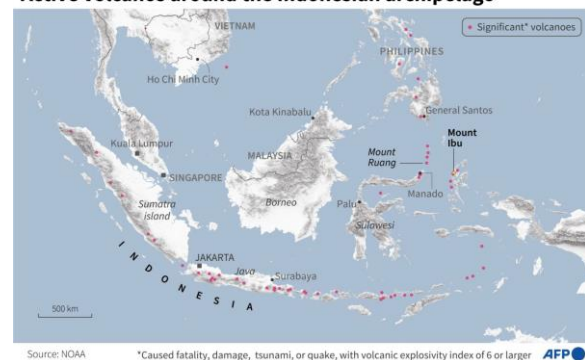 Active volcanoes around the Indonesian archipelago
VIETNAM
Significant* volcanoes
PHILIPPINES
Ho Chi Minh City
Kota Kinabalu
General Santos
Kuala Lumpur
MALAYSIA
Mount
Ruang
Mount
Ibu
SINGAPORE
Borneo
Manado
Sumatra
island
Palu
Sulawesi
JAKARTA
Java
Surabaya
INDONESIA
500 km
Source: NOAA
*Caused fatality, damage, tsunami, or quake, with volcanic explosivity index of 6 or larger
AFP